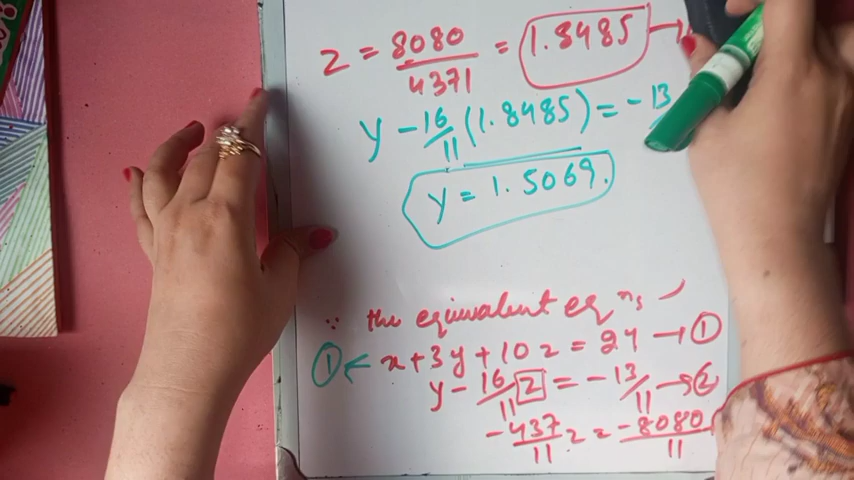 z = 8080/4371 = 1.8485 →
y - 16/11 (1.8485) = - 13
y = 1.5069.
∵ the equivalent eqns
① ← x+3y+10z = 24 → ①
y - 16/11 z = - 13/11 → ②
- 437/11 z = - 8080/11